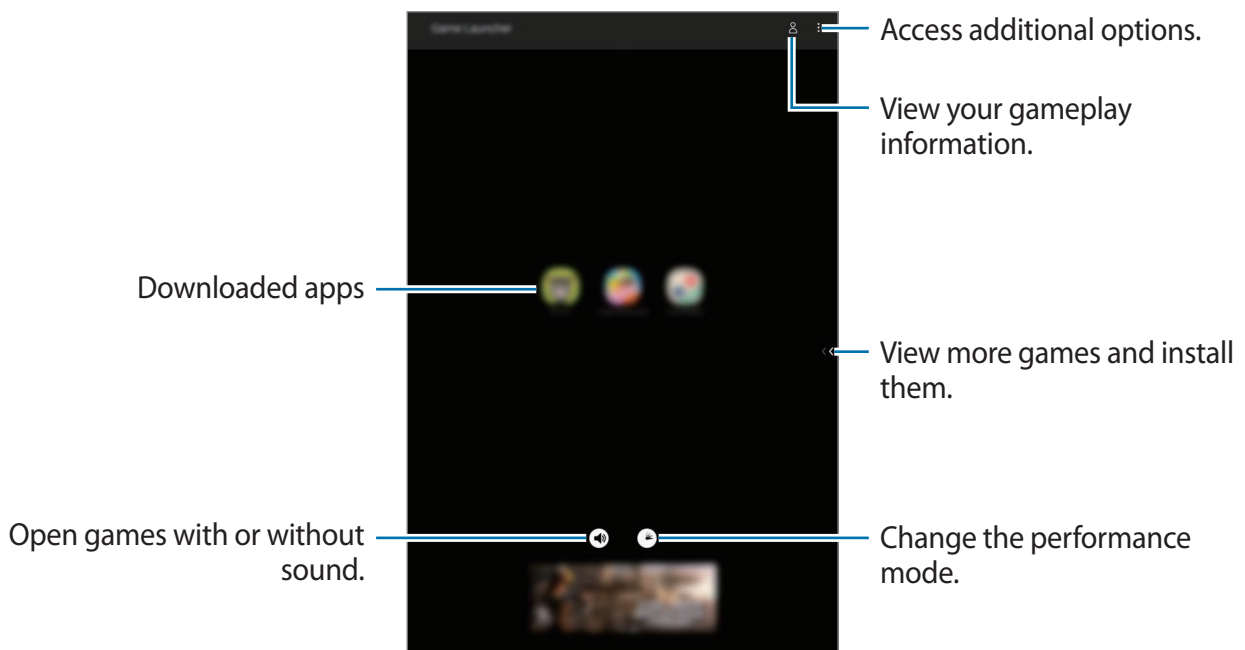 Game Launcher
Access additional options.
View your gameplay
information.
Downloaded apps
View more games and install
them.
Open games with or without
sound.
Change the performance
mode.